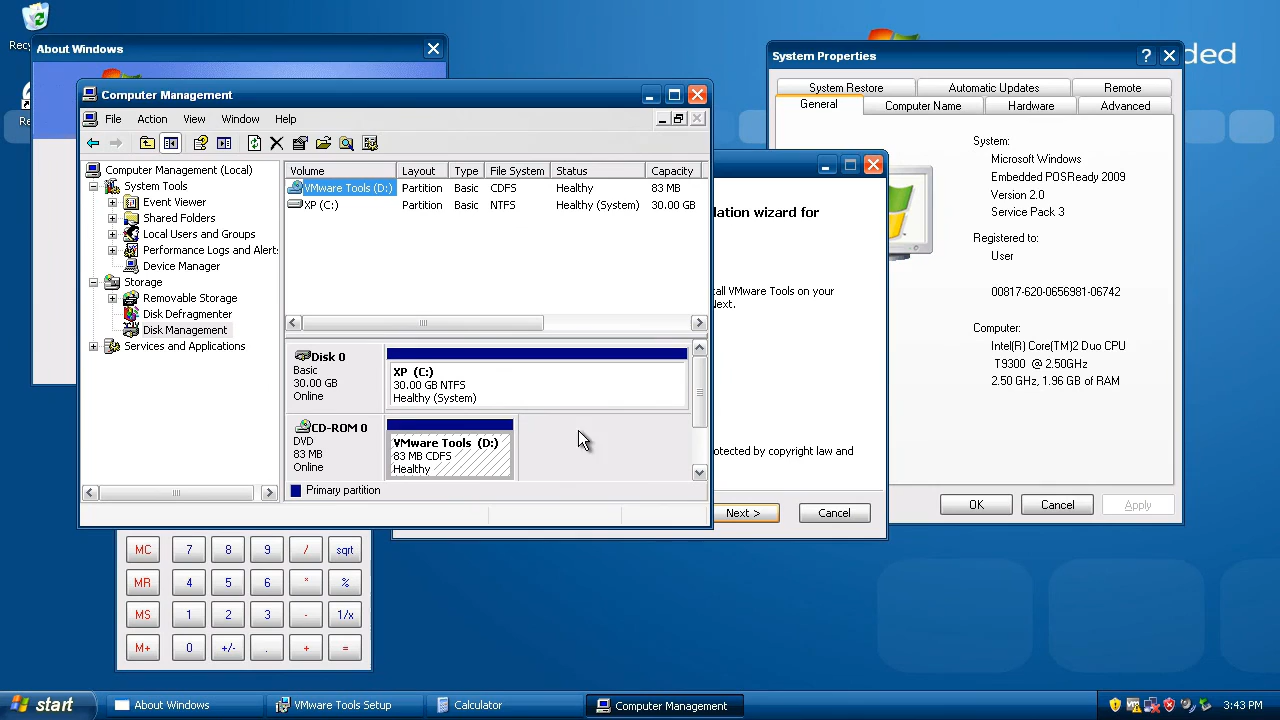 Recy
Re
About Windows
ded
System Properties
?
System Restore
Automatic Updates
Remote
General
Computer Name
Hardware
Advanced
System:
Microsoft Windows
Embedded POSReady 2009
Version 2.0
Service Pack 3
Registered to:
User
00817-620-0656981-06742
Computer:
Intel(R) Core(TM)2 Duo CPU
T9300 @ 2.50GHz
2.50 GHz, 1.96 GB of RAM
OK
Cancel
Apply
Computer Management
File Action View Window Help
Computer Management (Local)
System Tools
Event Viewer
Shared Folders
Local Users and Groups
Performance Logs and Alert
Device Manager
Storage
Removable Storage
Disk Defragmenter
Disk Management
Services and Applications
Volume Layout Type File System Status Capacity
VMware Tools (D:) Partition Basic CDFS Healthy 83 MB
XP (C:) Partition Basic NTFS Healthy (System) 30.00 GB
Disk 0
Basic
30.00 GB
Online
XP (C:)
30.00 GB NTFS
Healthy (System)
CD-ROM 0
DVD
83 MB
Online
VMware Tools (D:)
83 MB CDFS
Healthy
Primary partition
lation wizard for
all VMware Tools on your
Next.
otected by copyright law and
Next >
Cancel
MC 7 8 9 / sqrt
MR 4 5 6 * %
MS 1 2 3 - 1/x
M+ 0 +/- . + =
start
About Windows
VMware Tools Setup
Calculator
Computer Management
3:43 PM